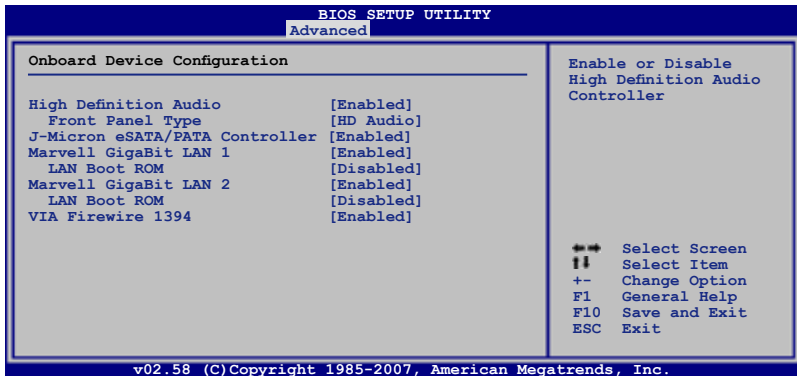 BIOS SETUP UTILITY
Advanced
Onboard Device Configuration
High Definition Audio [Enabled]
Front Panel Type [HD Audio]
J-Micron eSATA/PATA Controller [Enabled]
Marvell GigaBit LAN 1 [Enabled]
LAN Boot ROM [Disabled]
Marvell GigaBit LAN 2 [Enabled]
LAN Boot ROM [Disabled]
VIA Firewire 1394 [Enabled]
Enable or Disable
High Definition Audio
Controller
←→ Select Screen
↑↓ Select Item
+- Change Option
F1 General Help
F10 Save and Exit
ESC Exit
v02.58 (C)Copyright 1985-2007, American Megatrends, Inc.